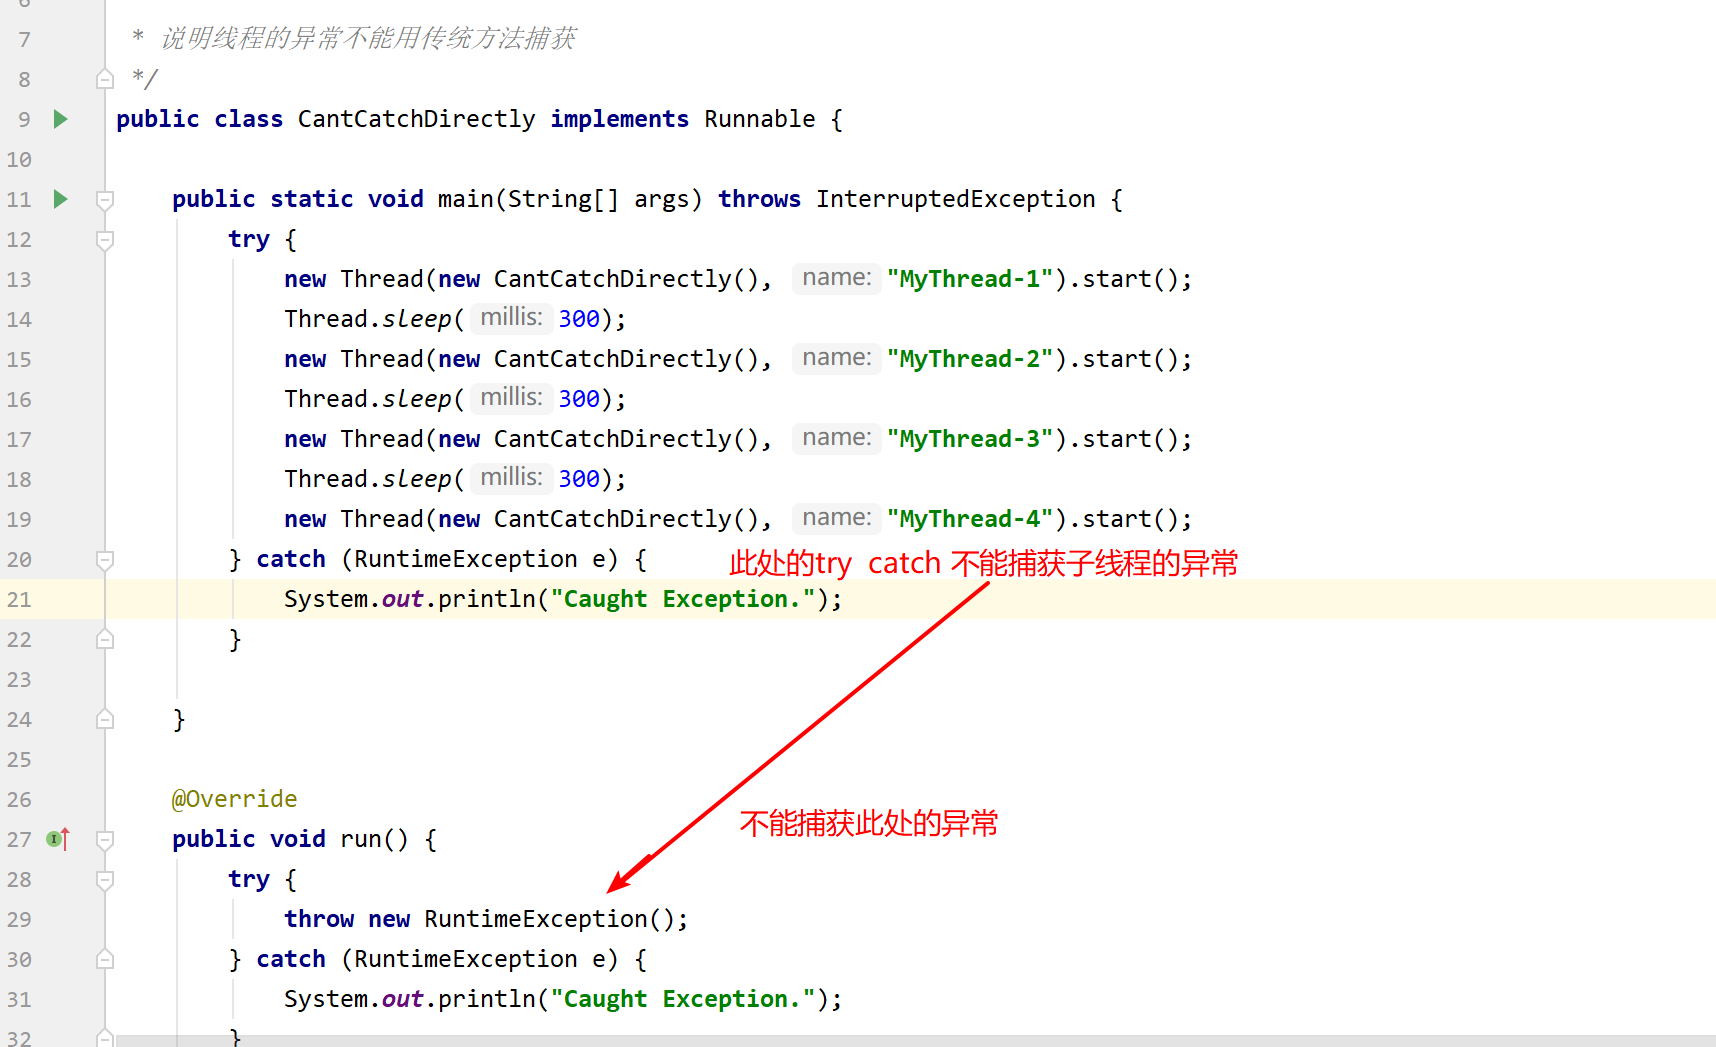 6
7 * 说明线程的异常不能用传统方法捕获
8 */
9 public class CantCatchDirectly implements Runnable {
10
11 public static void main(String[] args) throws InterruptedException {
12 try {
13 new Thread(new CantCatchDirectly(), name: "MyThread-1").start();
14 Thread.sleep( millis: 300);
15 new Thread(new CantCatchDirectly(), name: "MyThread-2").start();
16 Thread.sleep( millis: 300);
17 new Thread(new CantCatchDirectly(), name: "MyThread-3").start();
18 Thread.sleep( millis: 300);
19 new Thread(new CantCatchDirectly(), name: "MyThread-4").start();
20 } catch (RuntimeException e) { 此处的try catch 不能捕获子线程的异常
21 System.out.println("Caught Exception.");
22 }
23
24 }
25
26 @Override
不能捕获此处的异常
27 public void run() {
28 try {
29 throw new RuntimeException();
30 } catch (RuntimeException e) {
31 System.out.println("Caught Exception.");
32 }